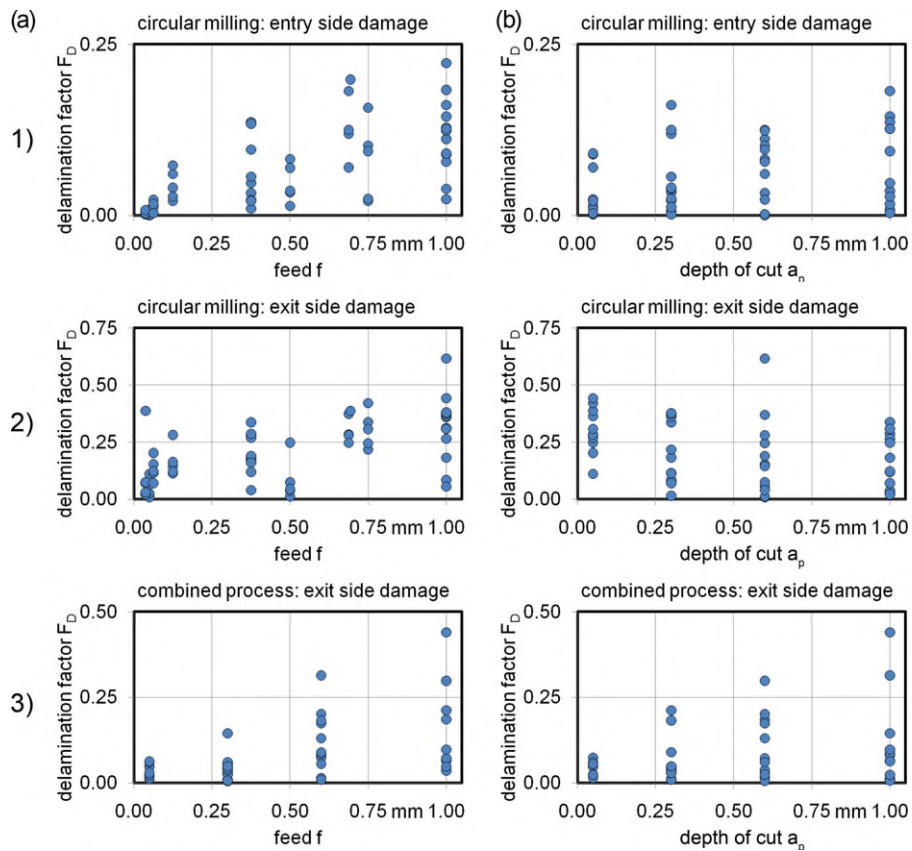 (a)
(b)
circular milling: entry side damage
circular milling: entry side damage
1)
delamination factor F_D
0.25
0.00
0.00 0.25 0.50 0.75 mm 1.00
feed f
delamination factor F_D
0.25
0.00
0.00 0.25 0.50 0.75 mm 1.00
depth of cut a_p
circular milling: exit side damage
circular milling: exit side damage
2)
delamination factor F_D
0.75
0.50
0.25
0.00
0.00 0.25 0.50 0.75 mm 1.00
feed f
delamination factor F_D
0.75
0.50
0.25
0.00
0.00 0.25 0.50 0.75 mm 1.00
depth of cut a_p
combined process: exit side damage
combined process: exit side damage
3)
delamination factor F_D
0.50
0.25
0.00
0.00 0.25 0.50 0.75 mm 1.00
feed f
delamination factor F_D
0.50
0.25
0.00
0.00 0.25 0.50 0.75 mm 1.00
depth of cut a_p